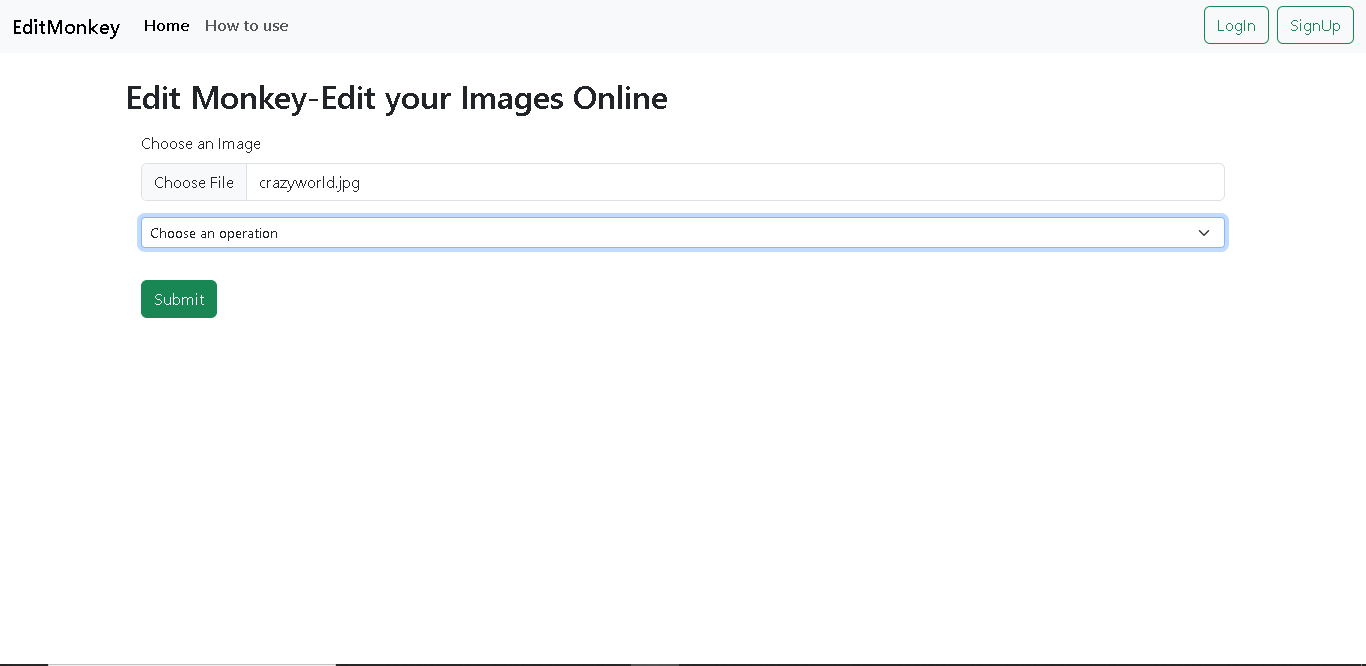 EditMonkey Home How to use LogIn SignUp
Edit Monkey-Edit your Images Online
Choose an Image
Choose File crazyworld.jpg
Choose an operation
Submit